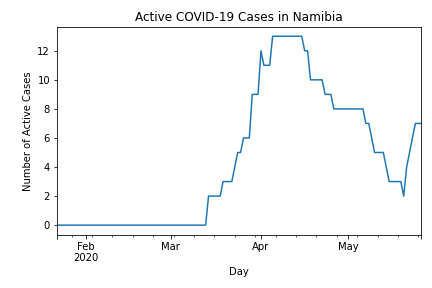 Active COVID-19 Cases in Namibia
Number of Active Cases
12
10
8
6
4
2
0
Feb
2020
Mar
Apr
May
Day